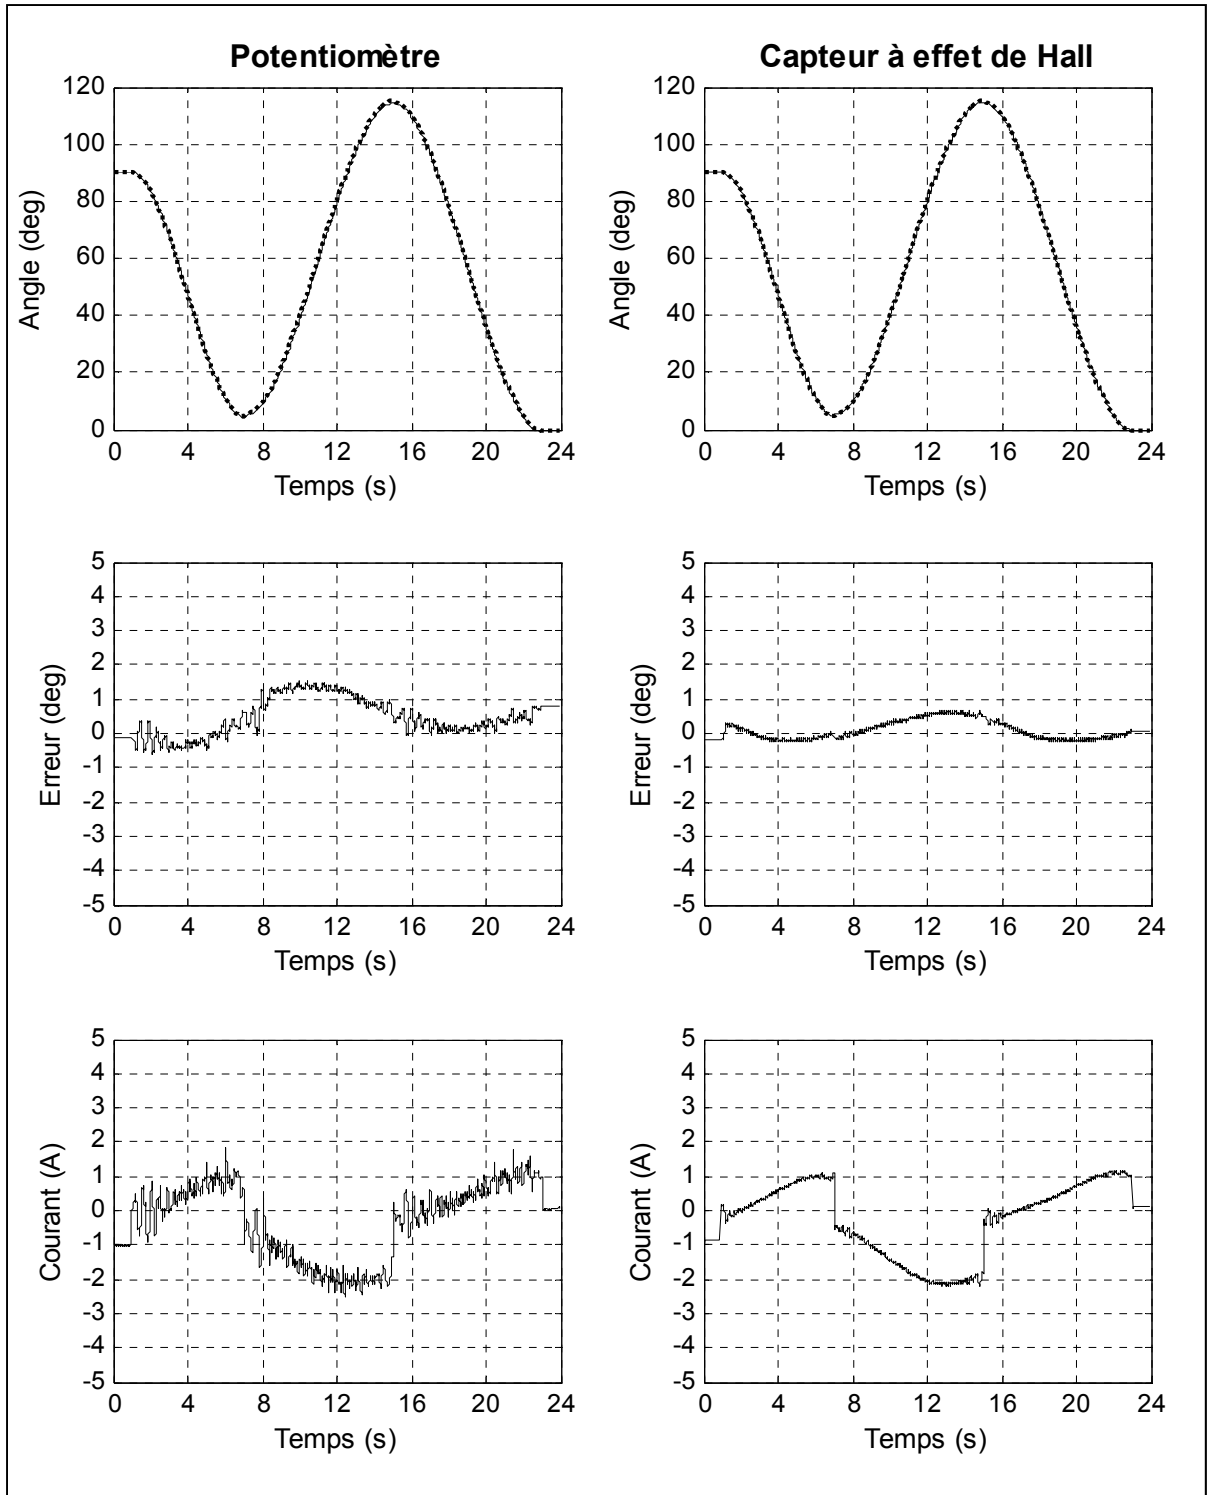 Potentiomètre
120
100
80
60
40
20
0
Angle (deg)
0 4 8 12 16 20 24
Temps (s)
Capteur à effet de Hall
120
100
80
60
40
20
0
Angle (deg)
0 4 8 12 16 20 24
Temps (s)
5
4
3
2
1
0
-1
-2
-3
-4
-5
Erreur (deg)
0 4 8 12 16 20 24
Temps (s)
5
4
3
2
1
0
-1
-2
-3
-4
-5
Erreur (deg)
0 4 8 12 16 20 24
Temps (s)
5
4
3
2
1
0
-1
-2
-3
-4
-5
Courant (A)
0 4 8 12 16 20 24
Temps (s)
5
4
3
2
1
0
-1
-2
-3
-4
-5
Courant (A)
0 4 8 12 16 20 24
Temps (s)